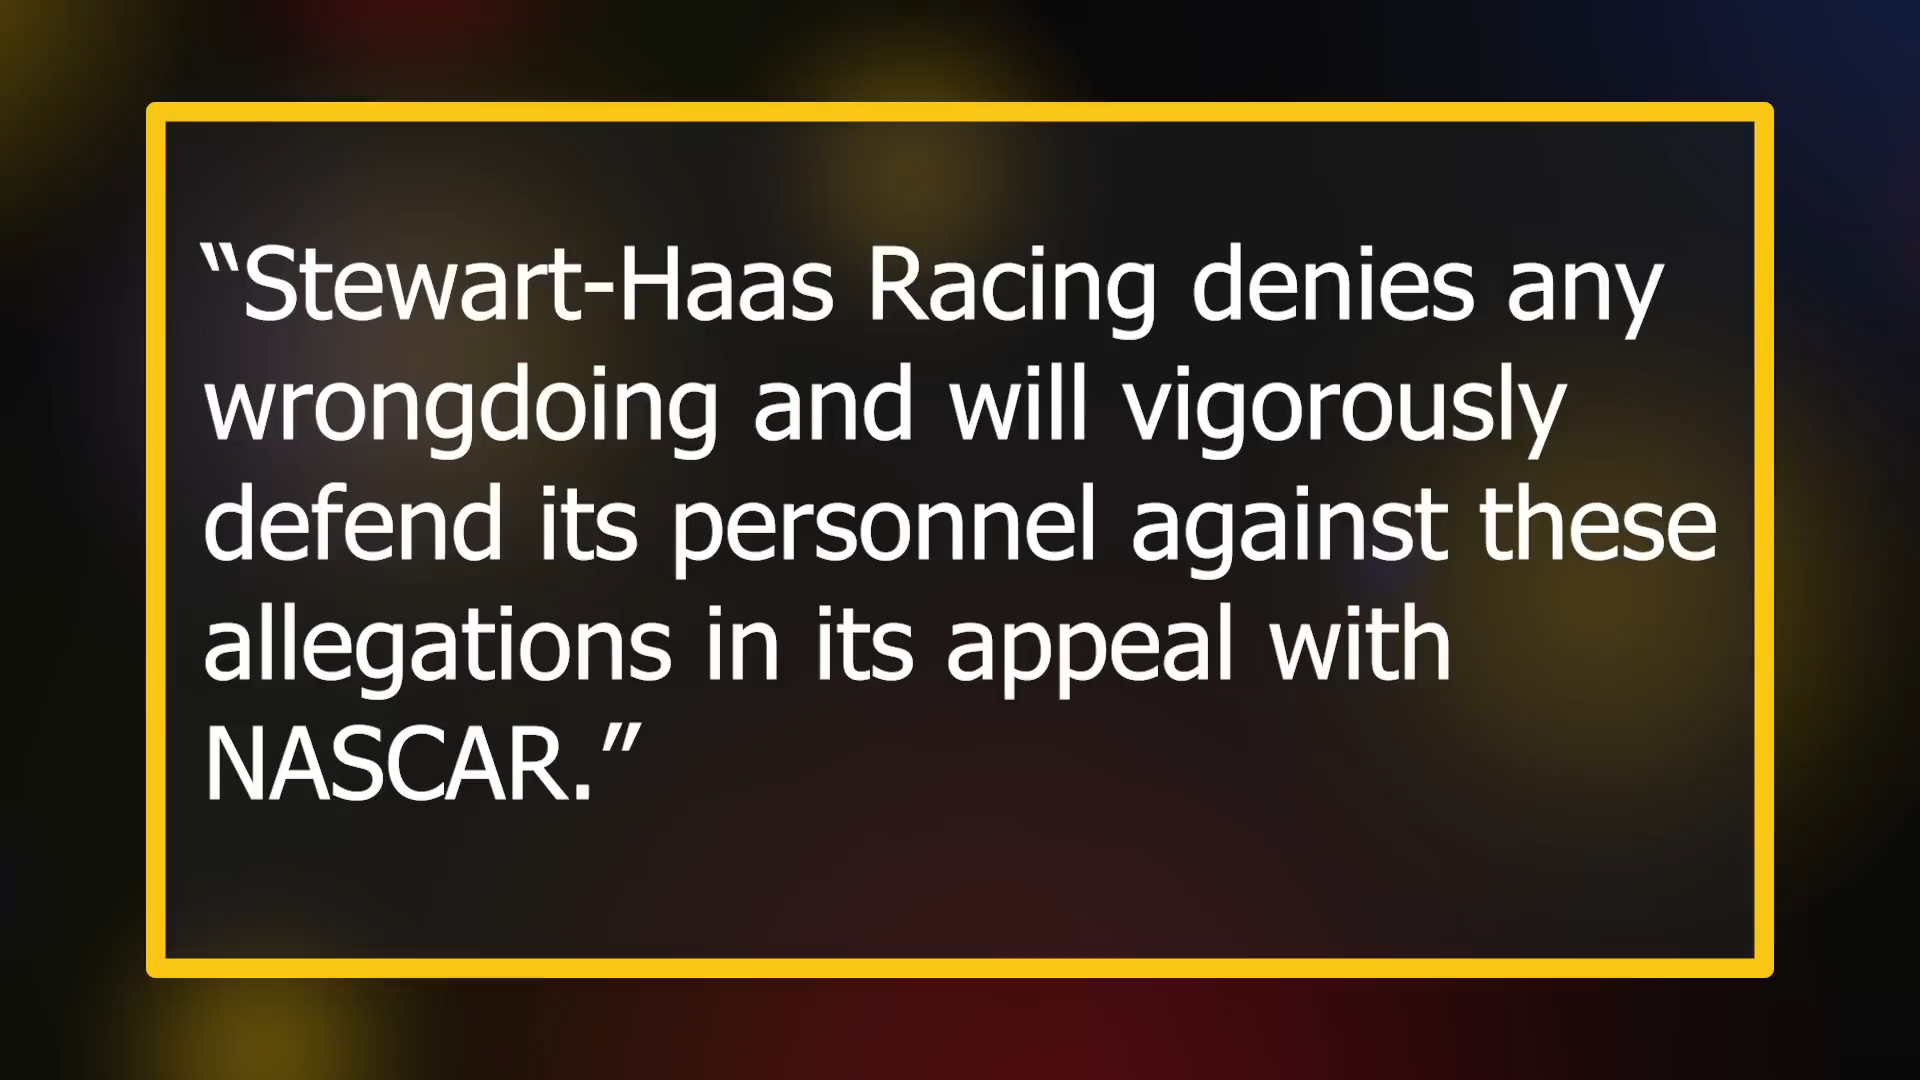 “Stewart-Haas Racing denies any
wrongdoing and will vigorously
defend its personnel against these
allegations in its appeal with
NASCAR.”